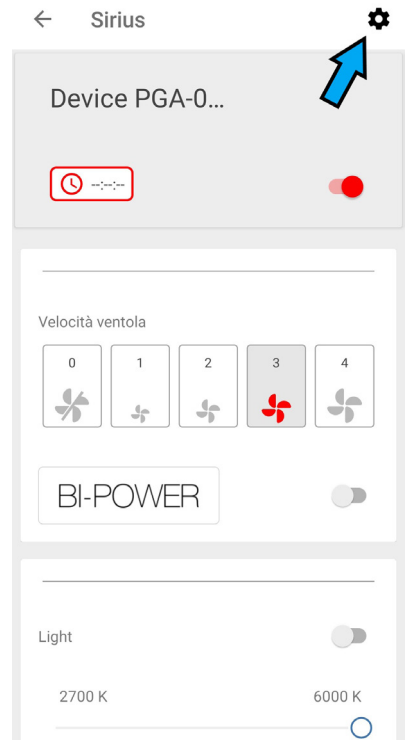 Sirius
Device PGA-0...
--:--:--
Velocità ventola
0 1 2 3 4
BI-POWER
Light
2700 K 6000 K